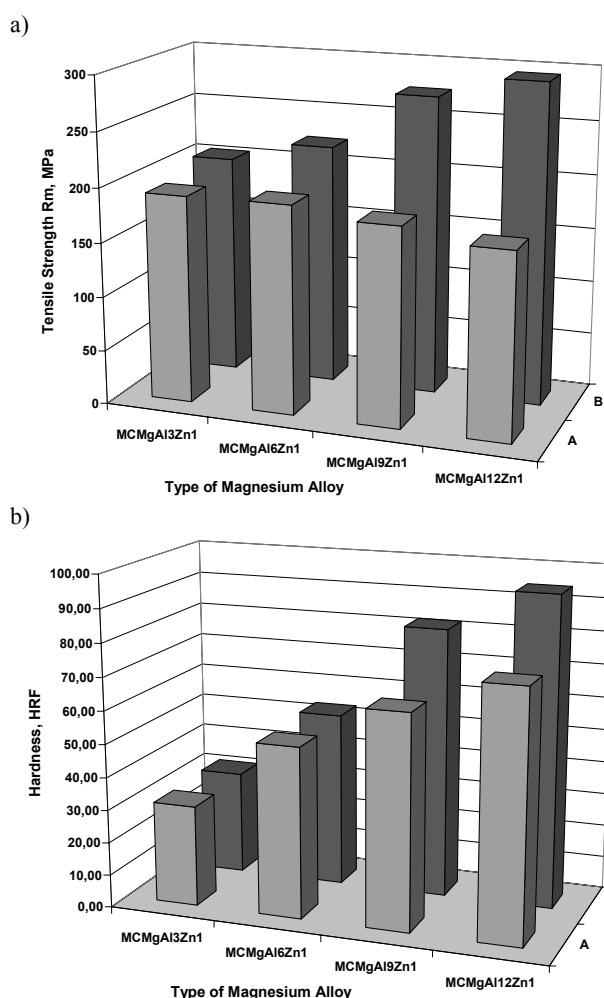 a)
300
250
200
150
100
50
0
Tensile Strength Rm, MPa
MCMgAl3Zn1
MCMgAl6Zn1
MCMgAl9Zn1
MCMgAl12Zn1
A
B
Type of Magnesium Alloy
b)
100,00
90,00
80,00
70,00
60,00
50,00
40,00
30,00
20,00
10,00
0,00
Hardness, HRF
MCMgAl3Zn1
MCMgAl6Zn1
MCMgAl9Zn1
MCMgAl12Zn1
A
Type of Magnesium Alloy